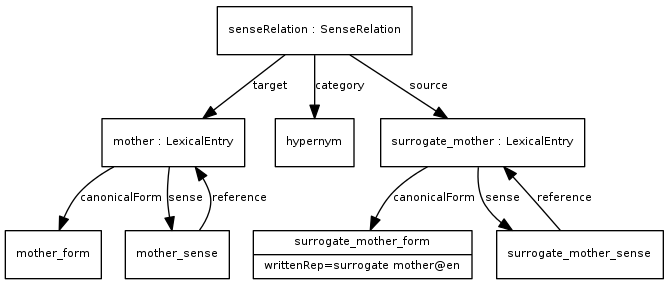 senseRelation : SenseRelation
target
category
source
mother : LexicalEntry
hypernym
surrogate_mother : LexicalEntry
canonicalForm
sense
reference
canonicalForm
sense
reference
mother_form
mother_sense
surrogate_mother_form
writtenRep=surrogate mother@en
surrogate_mother_sense